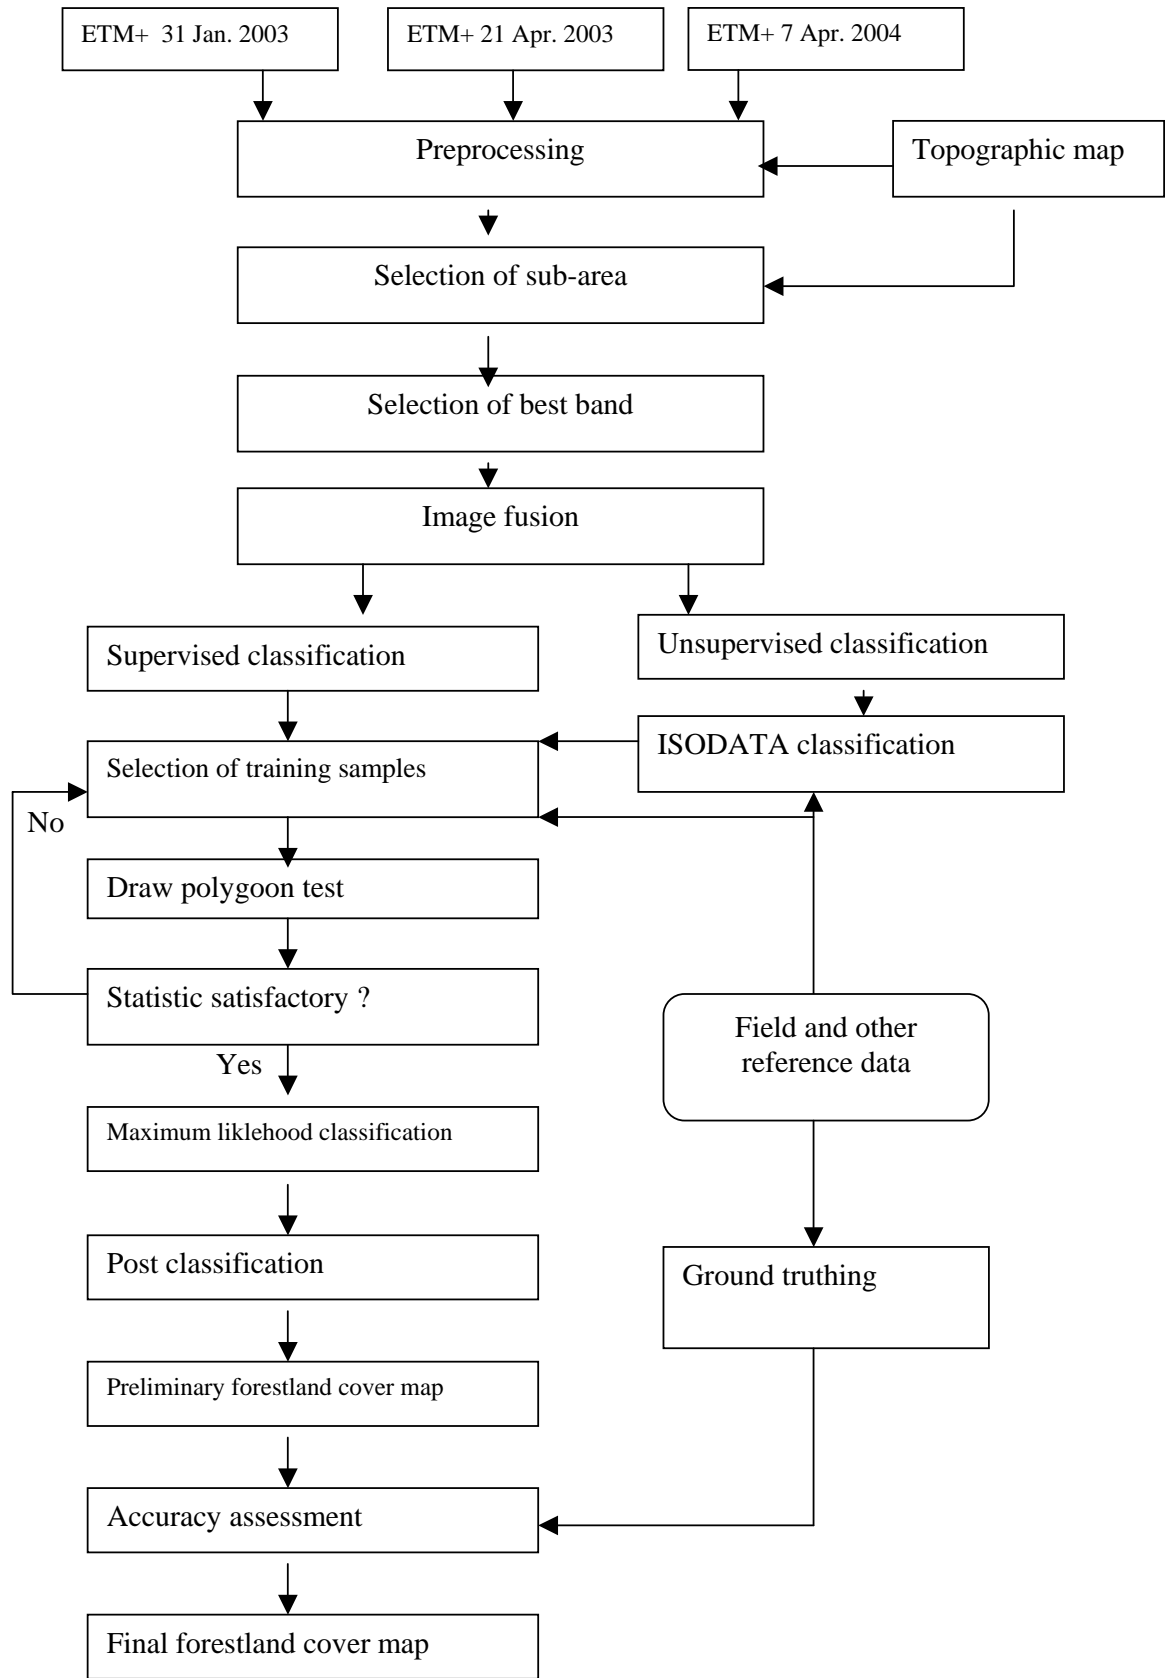 ETM+ 31 Jan. 2003
ETM+ 21 Apr. 2003
ETM+ 7 Apr. 2004
Preprocessing
Topographic map
Selection of sub-area
Selection of best band
Image fusion
Supervised classification
Unsupervised classification
Selection of training samples
ISODATA classification
No
Draw polygoon test
Statistic satisfactory ?
Field and other
reference data
Yes
Maximum liklehood classification
Post classification
Ground truthing
Preliminary forestland cover map
Accuracy assessment
Final forestland cover map